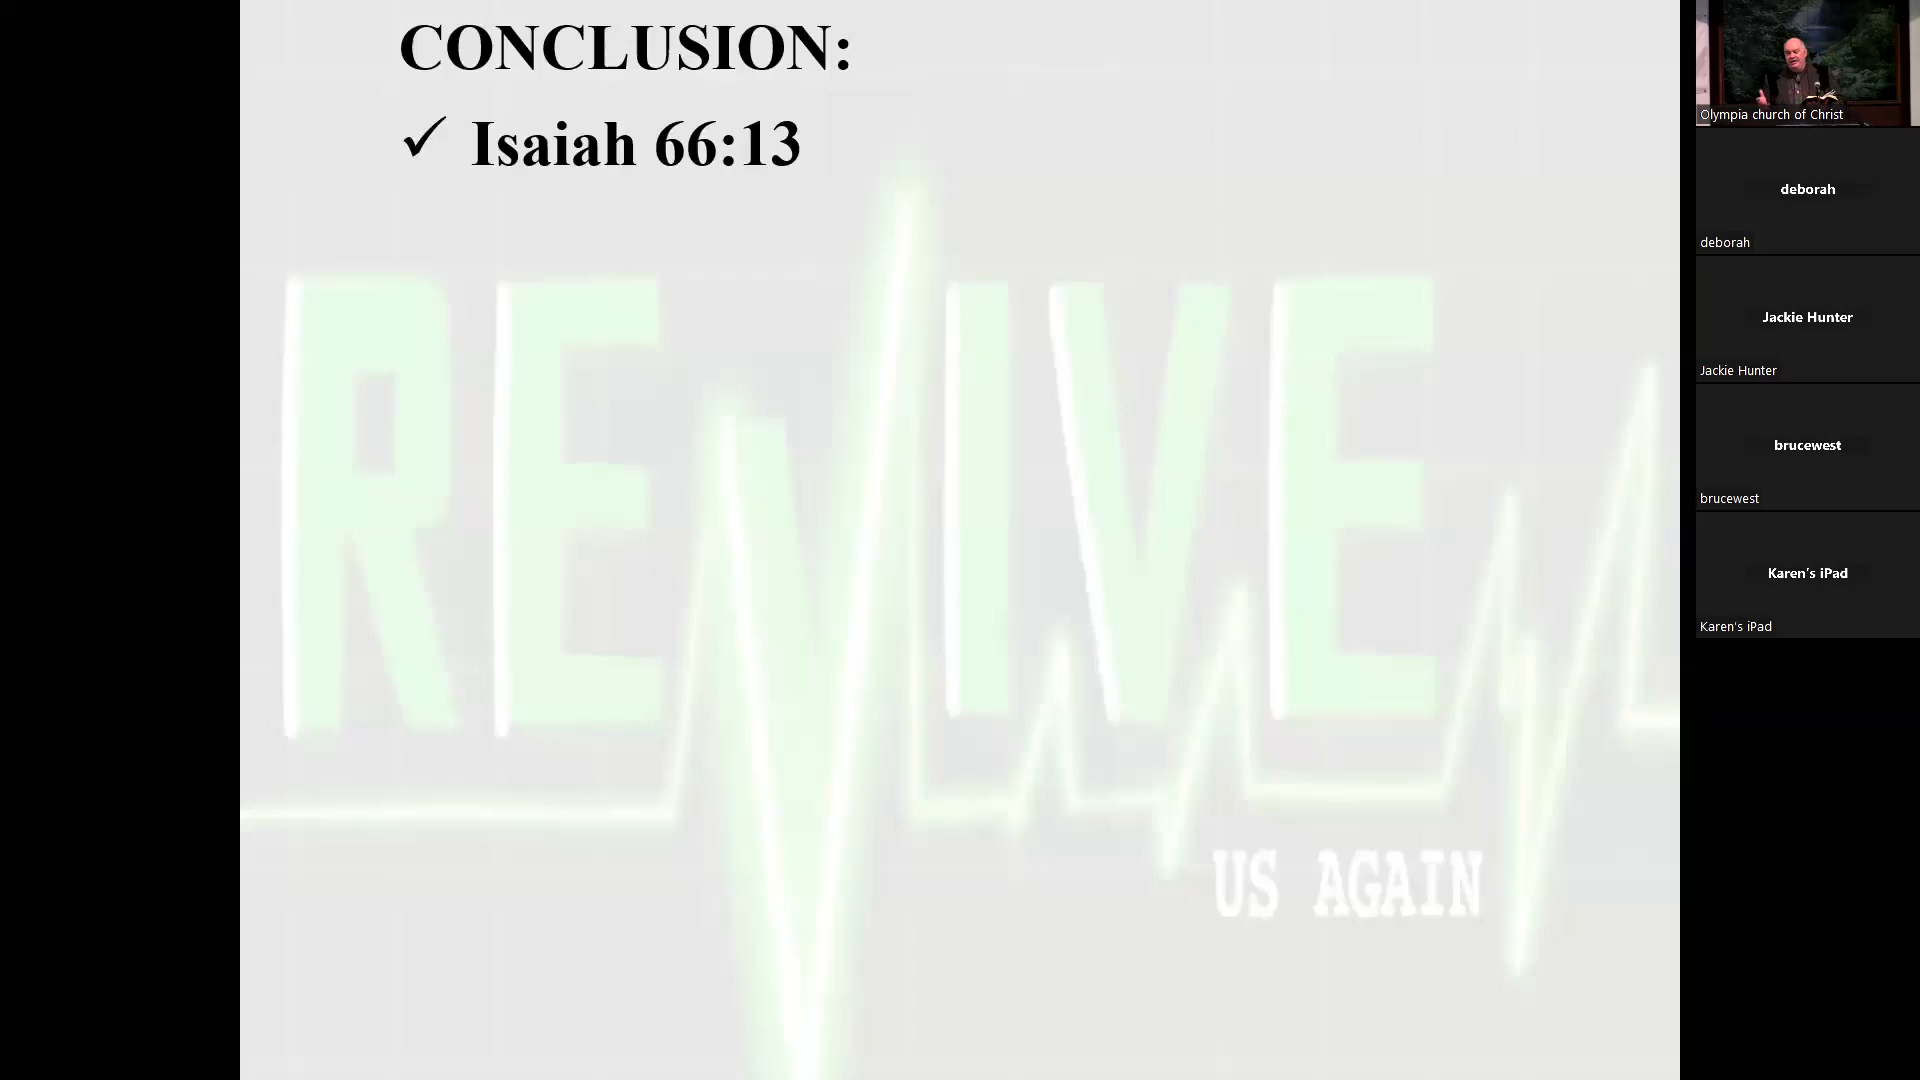 CONCLUSION:
✓ Isaiah 66:13
REVIVE
US AGAIN
Olympia church of Christ
deborah
deborah
Jackie Hunter
Jackie Hunter
brucewest
brucewest
Karen's iPad
Karen's iPad